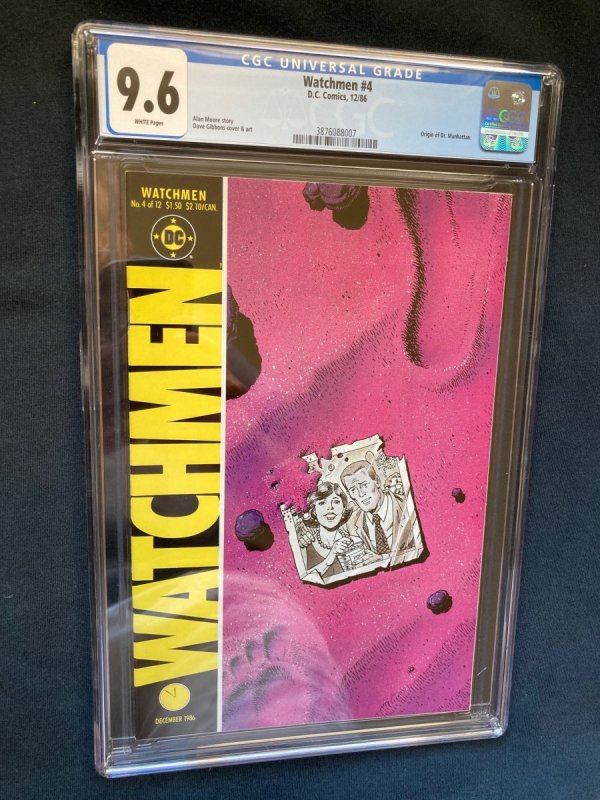 CGC UNIVERSAL GRADE
9.6
WHITE Pages
Watchmen #4
D.C. Comics, 12/86
Alan Moore story
Dave Gibbons cover & art
3876088007
Origin of Dr. Manhattan.
CGC
WATCHMEN
No. 4 of 12 $1.50 $2.10/CAN.
DC
WATCHMEN
DECEMBER 1986